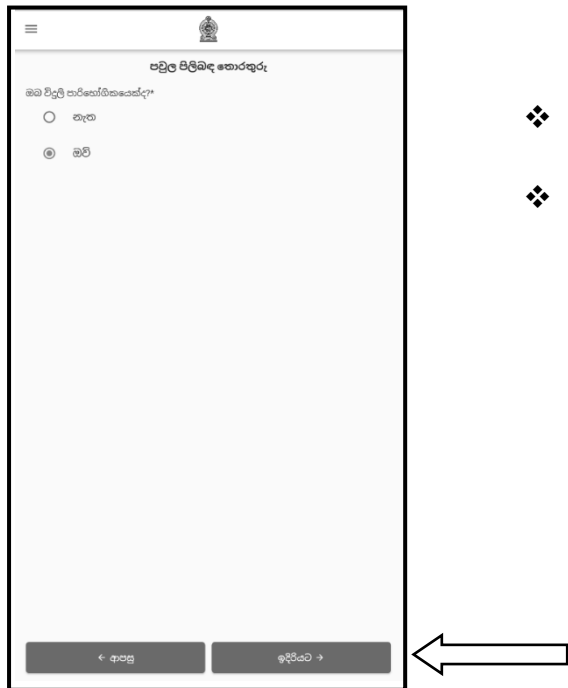 පවුල පිලිබඳ තොරතුරු
ඔබ විදුලි පාරිභෝගිකයෙක්ද?*
නැත
ඔව්
← ආපසු
ඉදිරියට →